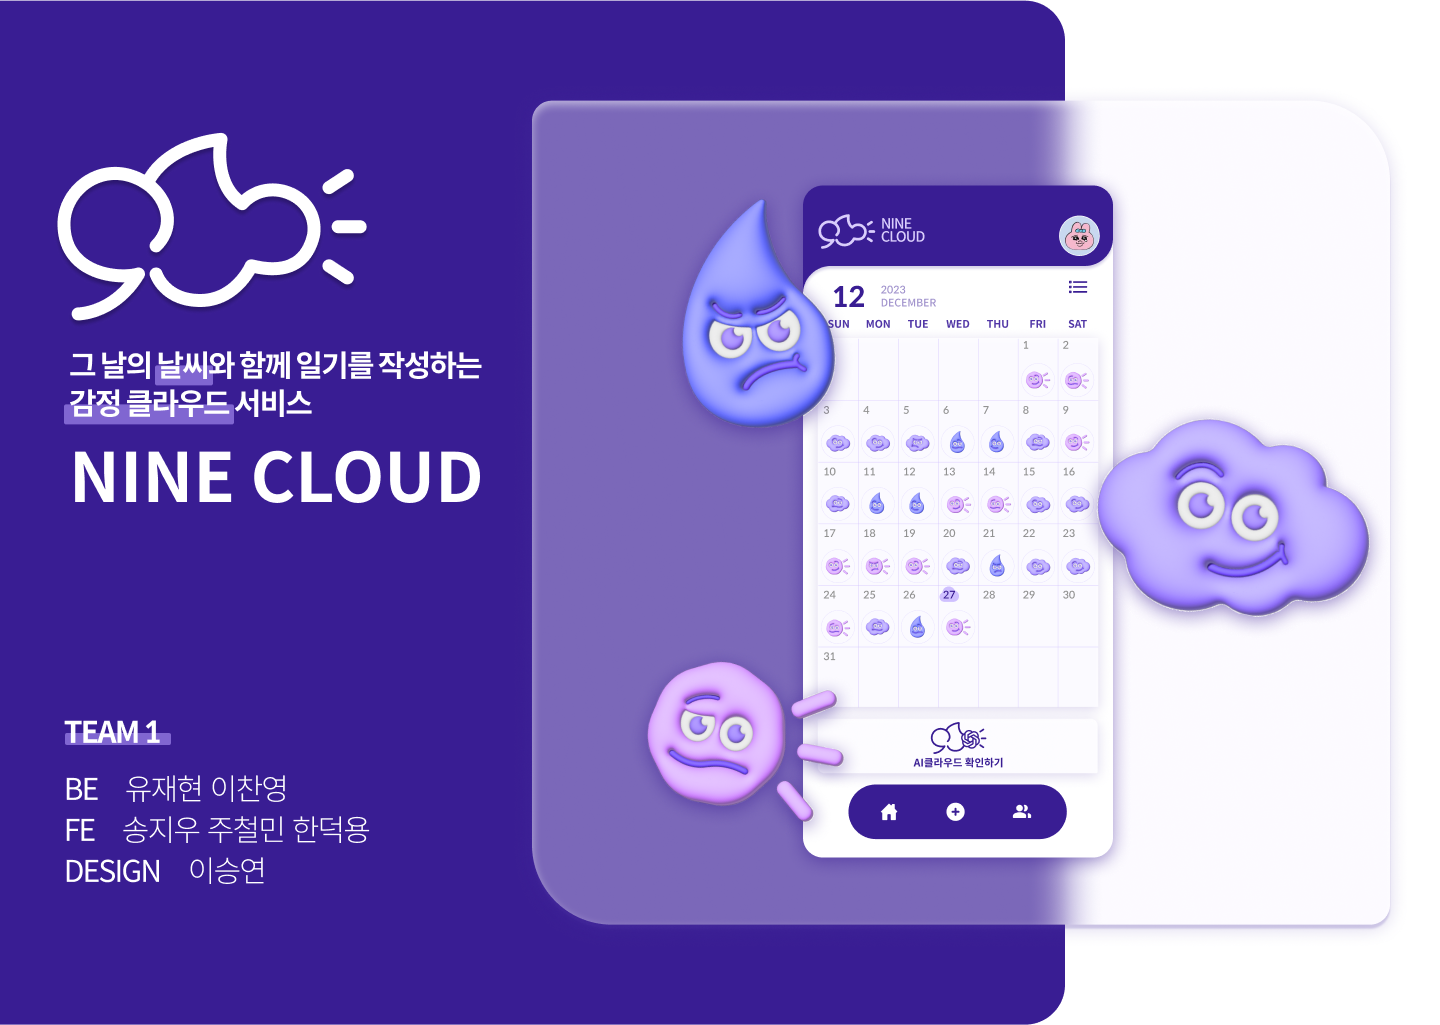 그 날의 날씨와 함께 일기를 작성하는
감정 클라우드 서비스
NINE CLOUD
TEAM 1
BE 유재현 이찬영
FE 송지우 주철민 한덕용
DESIGN 이승연
NINE
CLOUD
12
2023
DECEMBER
SUN MON TUE WED THU FRI SAT
1 2
3 4 5 6 7 8 9
10 11 12 13 14 15 16
17 18 19 20 21 22 23
24 25 26 27 28 29 30
31
AI클라우드 확인하기